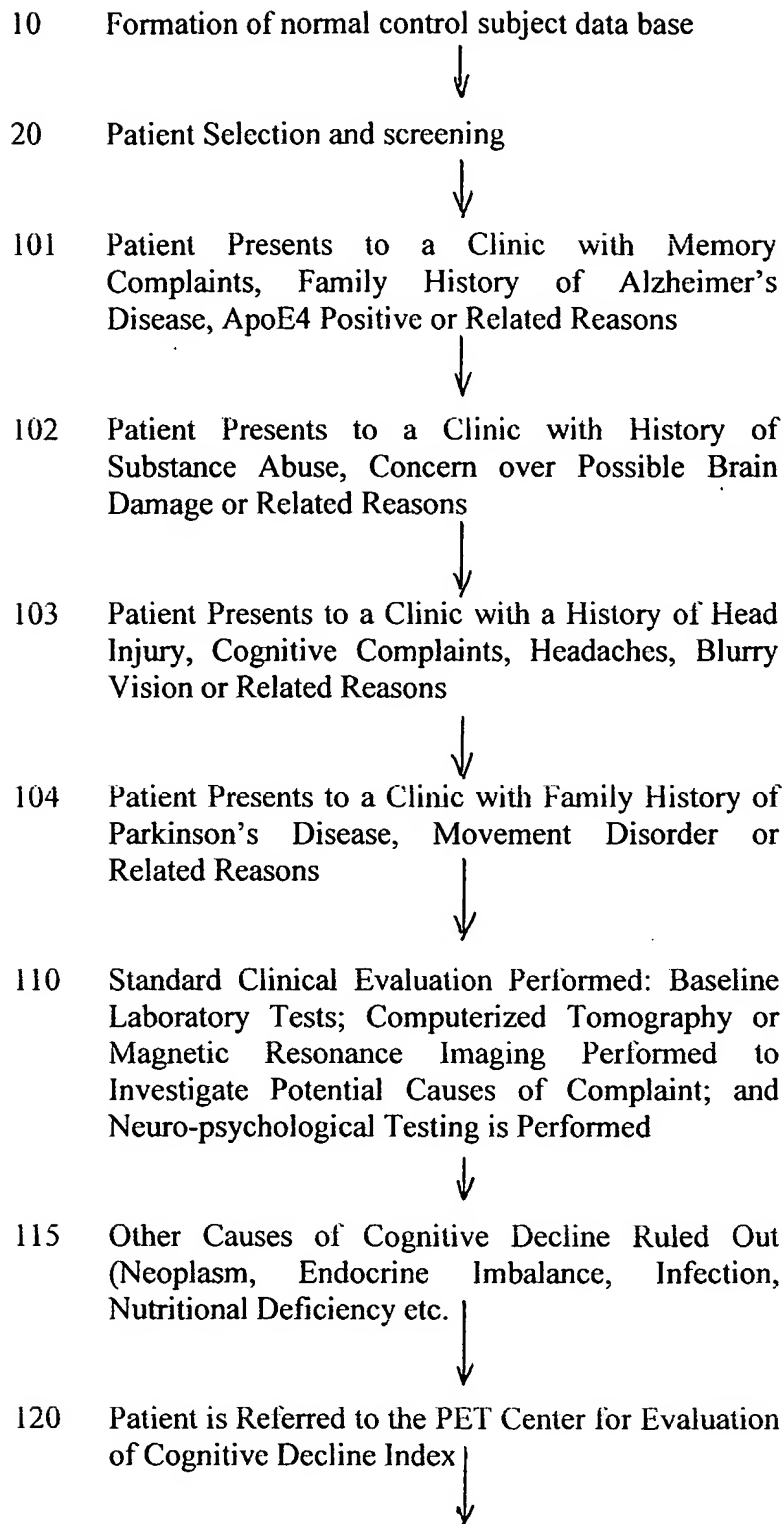 10 Formation of normal control subject data base
20 Patient Selection and screening
101 Patient Presents to a Clinic with Memory
Complaints, Family History of Alzheimer's
Disease, ApoE4 Positive or Related Reasons
102 Patient Presents to a Clinic with History of
Substance Abuse, Concern over Possible Brain
Damage or Related Reasons
103 Patient Presents to a Clinic with a History of Head
Injury, Cognitive Complaints, Headaches, Blurry
Vision or Related Reasons
104 Patient Presents to a Clinic with Family History of
Parkinson's Disease, Movement Disorder or
Related Reasons
110 Standard Clinical Evaluation Performed: Baseline
Laboratory Tests; Computerized Tomography or
Magnetic Resonance Imaging Performed to
Investigate Potential Causes of Complaint; and
Neuro-psychological Testing is Performed
115 Other Causes of Cognitive Decline Ruled Out
(Neoplasm, Endocrine Imbalance, Infection,
Nutritional Deficiency etc.
120 Patient is Referred to the PET Center for Evaluation
of Cognitive Decline Index